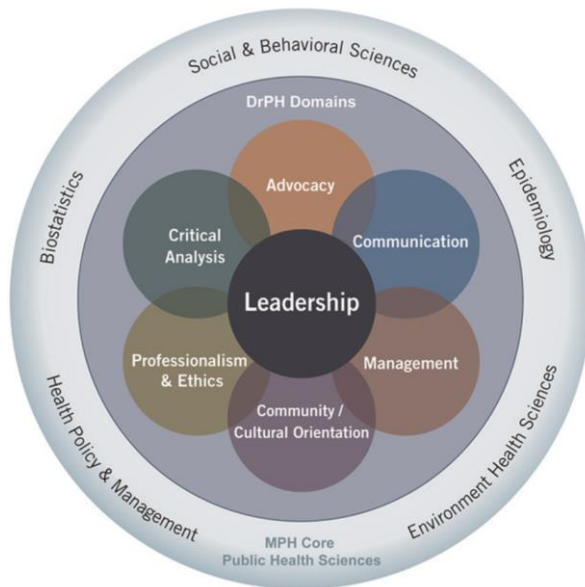 Social & Behavioral Sciences
DrPH Domains
Advocacy
Biostatistics
Epidemiology
Critical
Analysis
Communication
Leadership
Professionalism
& Ethics
Management
Community /
Cultural Orientation
Health Policy & Management
Environment Health Sciences
MPH Core
Public Health Sciences